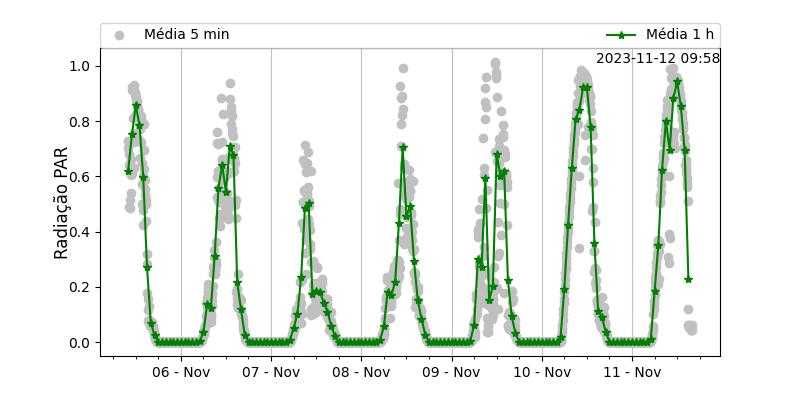 Média 5 min
Média 1 h
2023-11-12 09:58
Radiação PAR
1.0
0.8
0.6
0.4
0.2
0.0
06 - Nov
07 - Nov
08 - Nov
09 - Nov
10 - Nov
11 - Nov